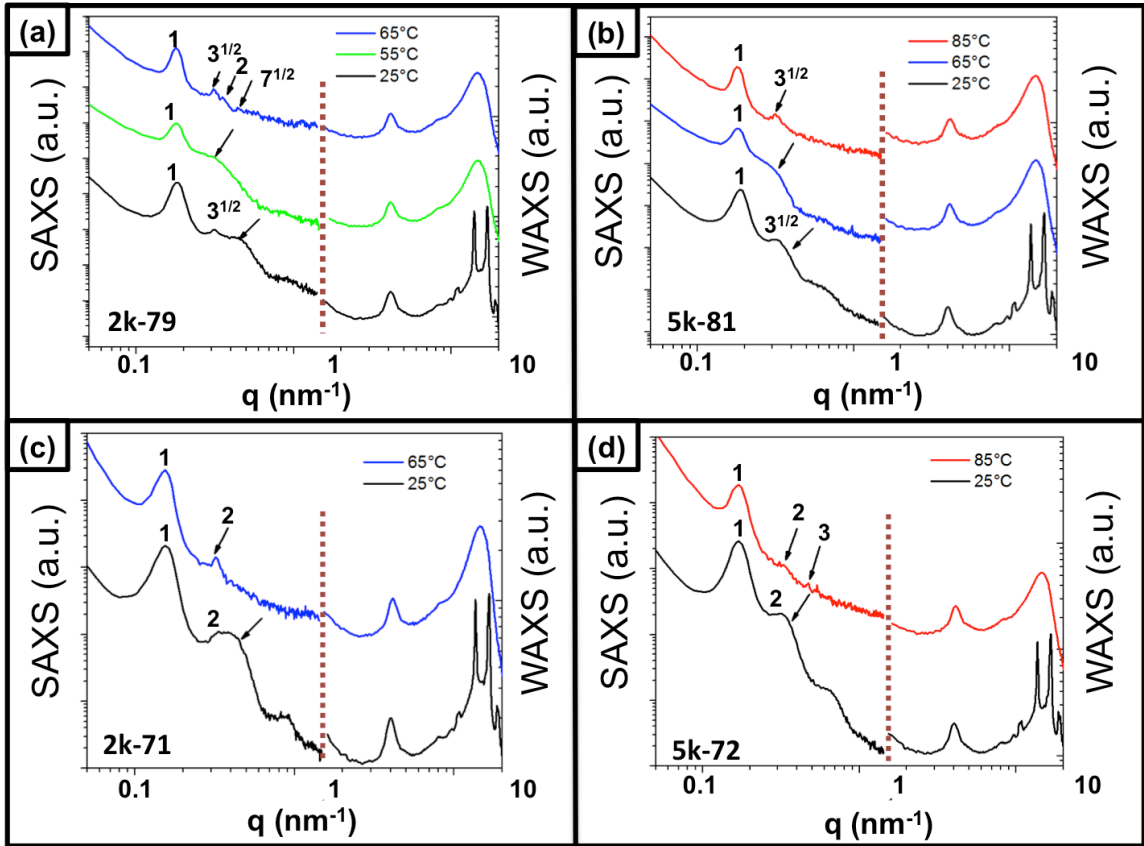 (a)
65°C
55°C
25°C
1
3^1/2
2
7^1/2
1
1
3^1/2
2k-79
SAXS (a.u.)
WAXS (a.u.)
0.1
1
10
q (nm^-1)
(b)
85°C
65°C
25°C
1
3^1/2
1
1
3^1/2
5k-81
SAXS (a.u.)
WAXS (a.u.)
0.1
1
10
q (nm^-1)
(c)
65°C
25°C
1
2
1
2
2k-71
SAXS (a.u.)
WAXS (a.u.)
0.1
1
10
q (nm^-1)
(d)
85°C
25°C
1
2
3
1
2
5k-72
SAXS (a.u.)
WAXS (a.u.)
0.1
1
10
q (nm^-1)